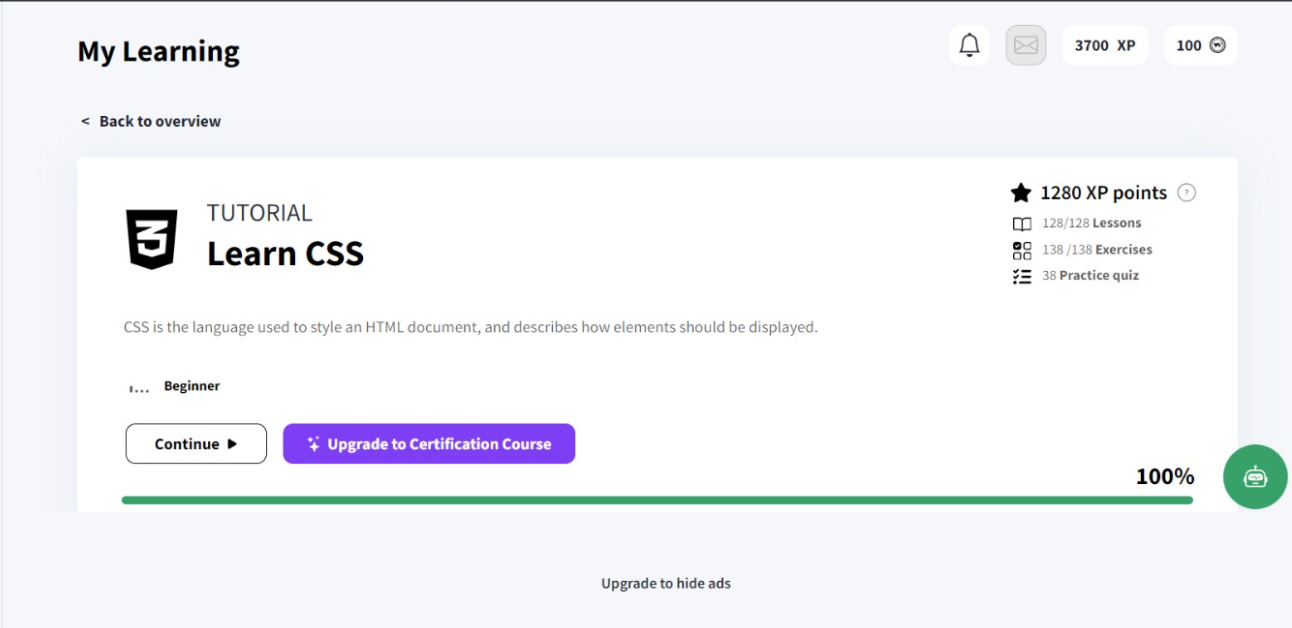 My Learning
3700 XP
100
< Back to overview
TUTORIAL
Learn CSS
1280 XP points ?
128/128 Lessons
138 /138 Exercises
38 Practice quiz
CSS is the language used to style an HTML document, and describes how elements should be displayed.
Beginner
Continue
Upgrade to Certification Course
100%
Upgrade to hide ads